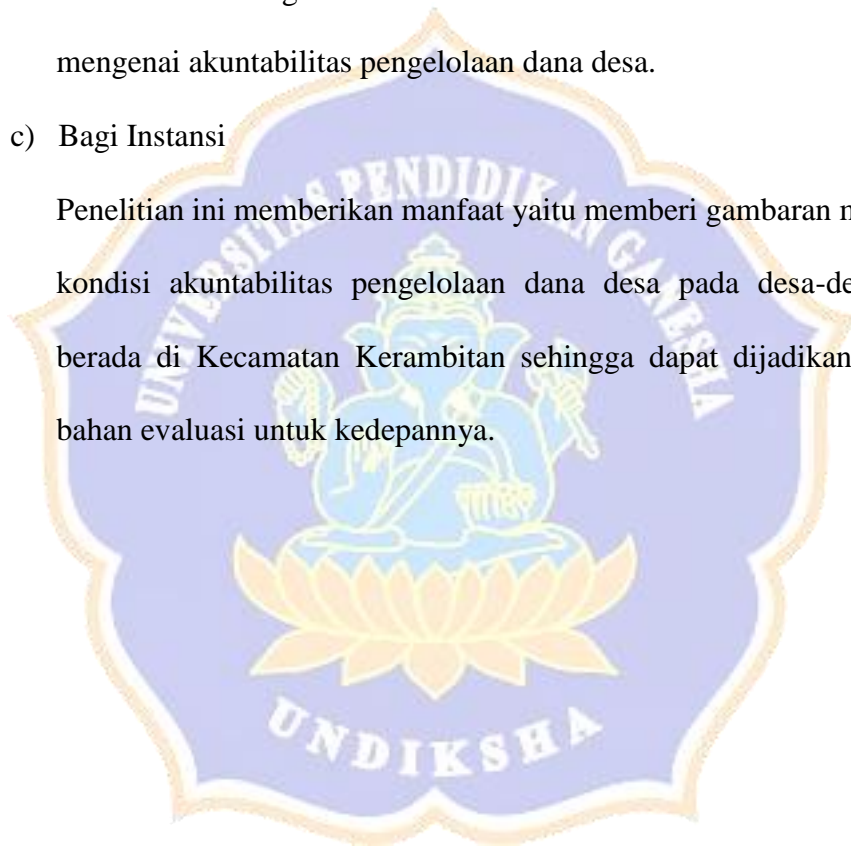 mengenai akuntabilitas pengelolaan dana desa.
c) Bagi Instansi
Penelitian ini memberikan manfaat yaitu memberi gambaran
kondisi akuntabilitas pengelolaan dana desa pada
berada di Kecamatan Kerambitan sehingga dapat dijadikan
bahan evaluasi untuk kedepannya.
UNIVERSITAS PENDIDIKAN GANESHA
UNDIKSHA